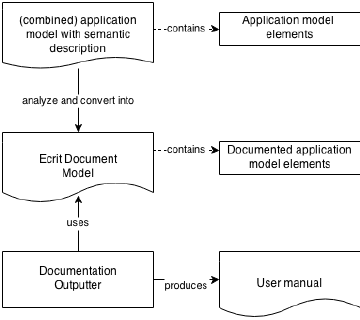 (combined) application
model with semantic
description
contains
Application model
elements
analyze and convert into
Ecrit Document
Model
contains
Documented application
model elements
uses
Documentation
Outputter
produces
User manual